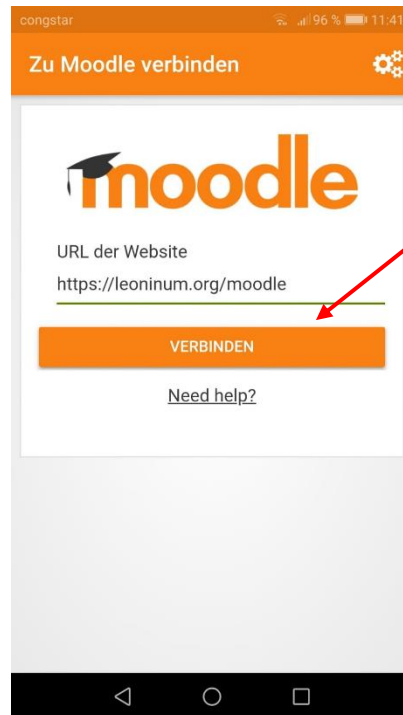 congstar 96 % 11:41
Zu Moodle verbinden
moodle
URL der Website
https://leoninum.org/moodle
VERBINDEN
Need help?